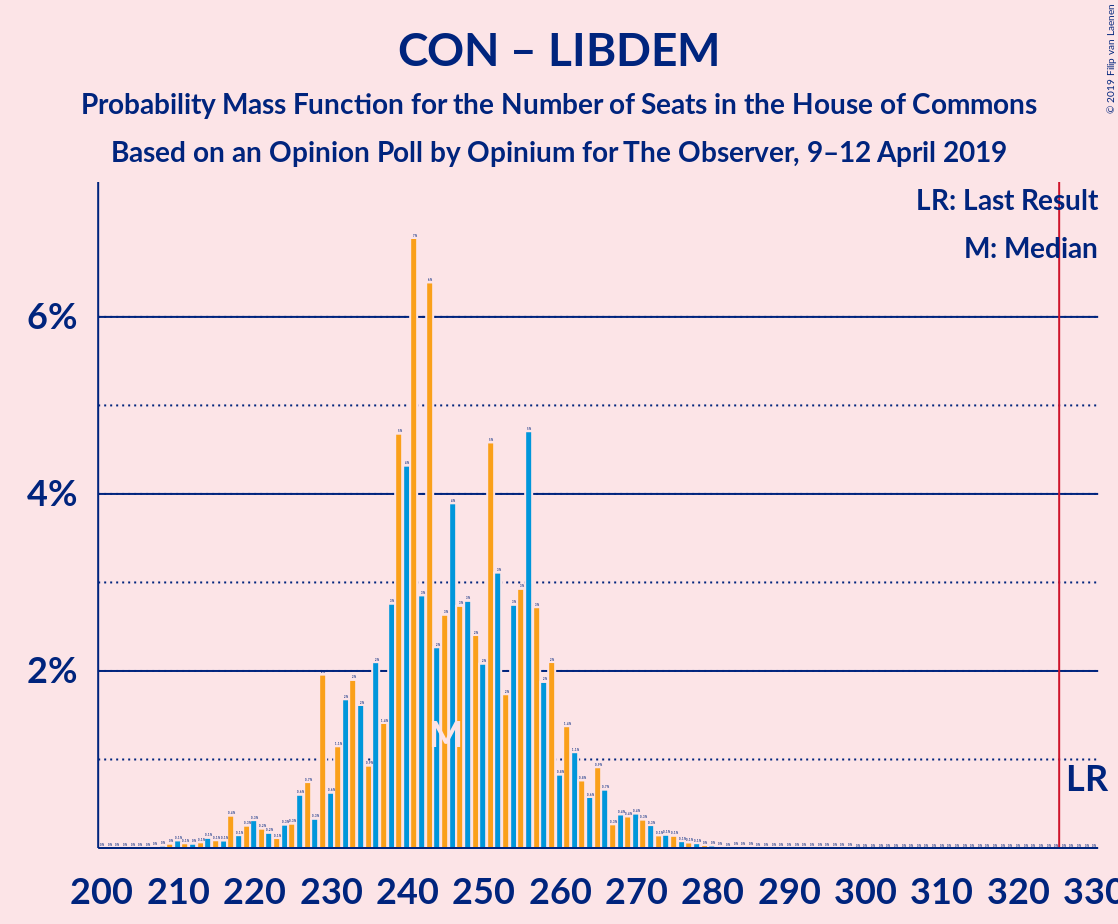 CON – LIBDEM
Probability Mass Function for the Number of Seats in the House of Commons
Based on an Opinion Poll by Opinium for The Observer, 9–12 April 2019
© 2019 Filip van Laenen
LR: Last Result
M: Median
6%
4%
2%
M
LR
200 210 220 230 240 250 260 270 280 290 300 310 320 330